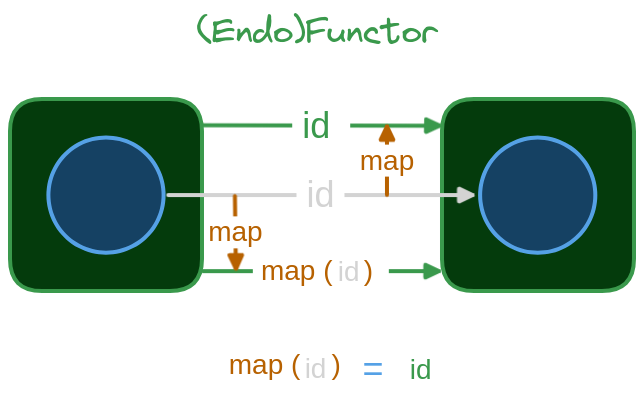 (Endo)Functor
id
map
id
map
map (id)
map (id) = id